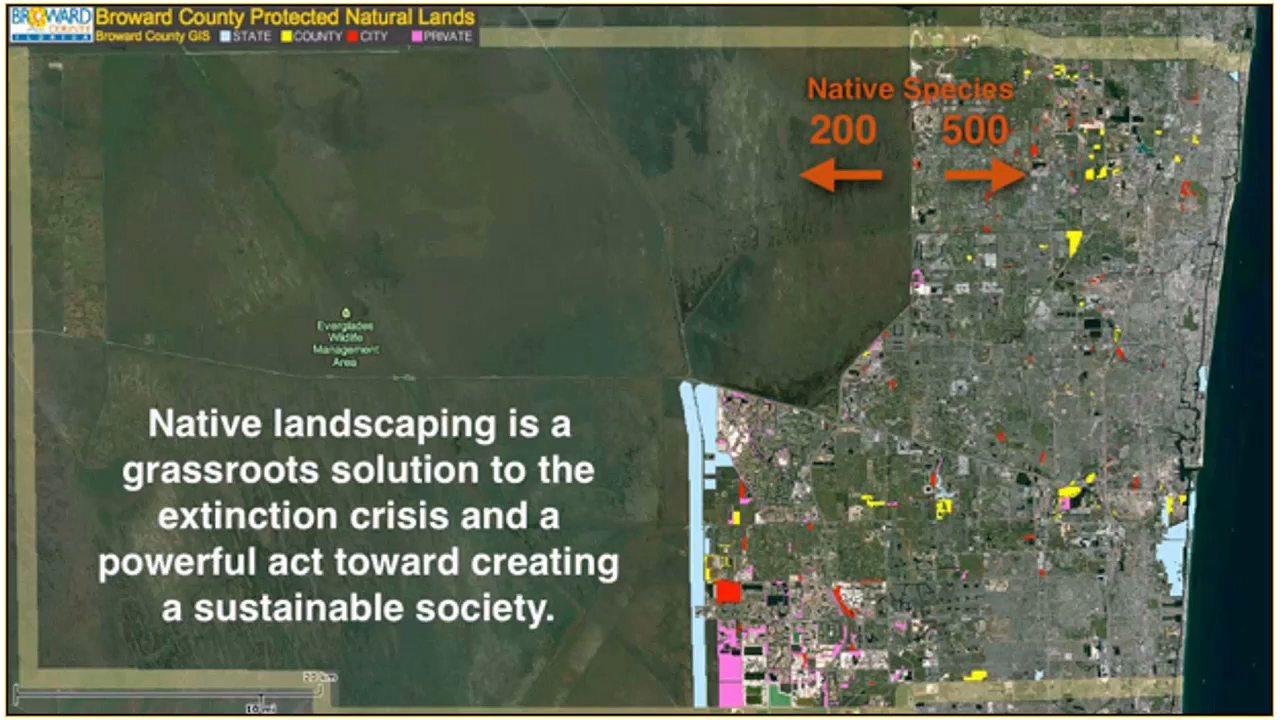 BROWARD
COUNTY
FLORIDA
Broward County Protected Natural Lands
Broward County GIS STATE COUNTY CITY PRIVATE
Native Species
200 500
Everglades
Wildlife
Management
Area
Native landscaping is a
grassroots solution to the
extinction crisis and a
powerful act toward creating
a sustainable society.
10 mi